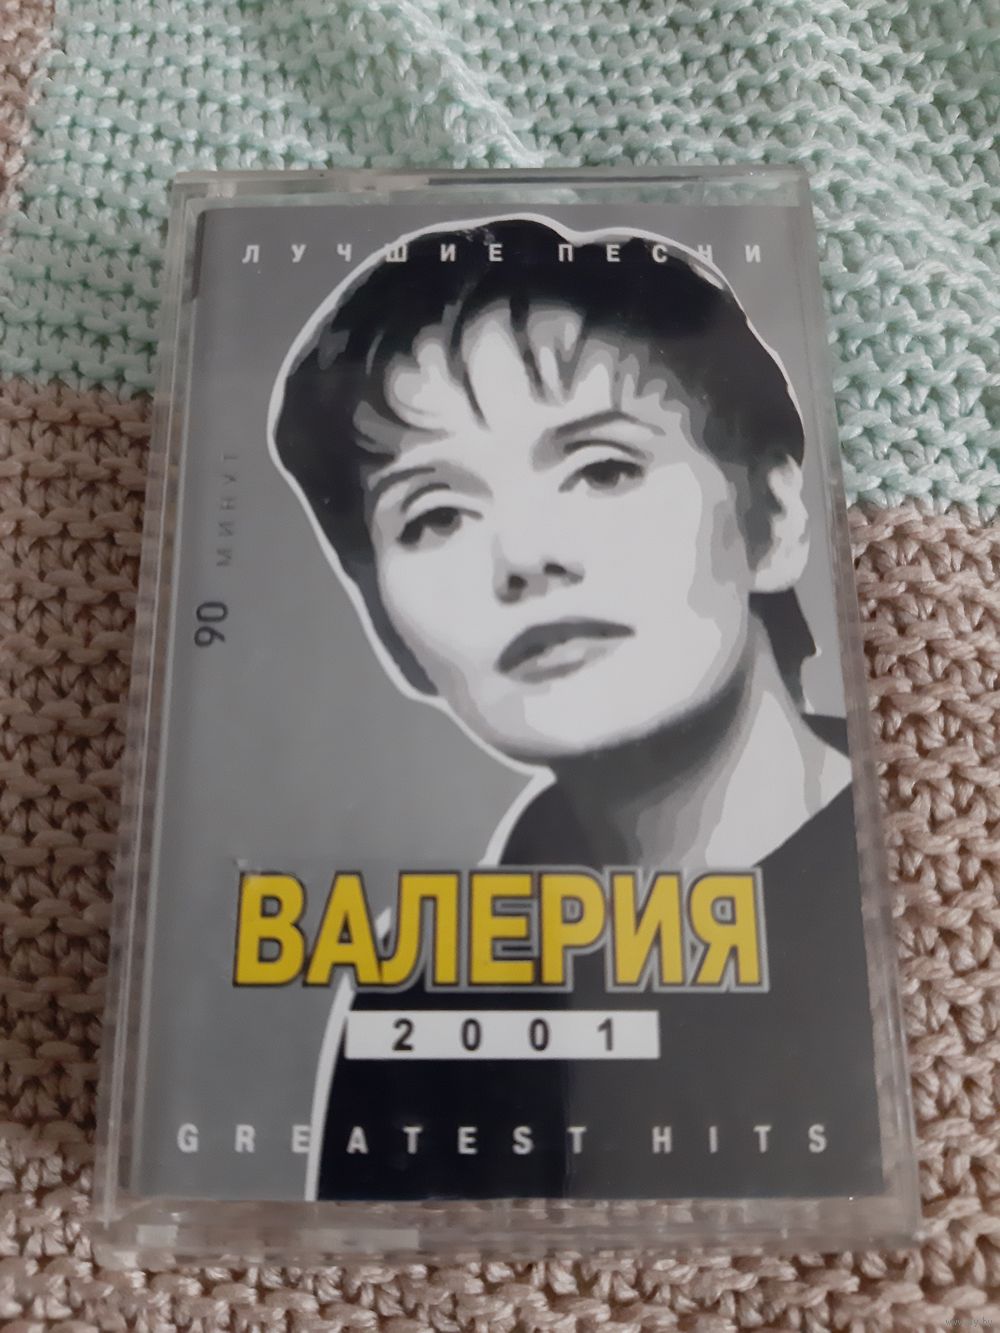 ЛУЧШИЕ ПЕСНИ
90 МИНУТ
ВАЛЕРИЯ
2001
GREATEST HITS